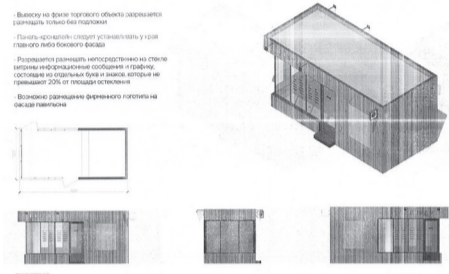 - Вывеску на фризе торгового объекта разрешается
размещать только без подложки
- Панель-кронштейн следует устанавливать у края
главного либо бокового фасада
- Разрешается размещать непосредственно на стекле
витрины информационные сообщения и графику,
состоящие из отдельных букв и знаков, которые не
превышают 20% от площади остекления
- Возможно размещение фирменного логотипа на
фасаде павильона